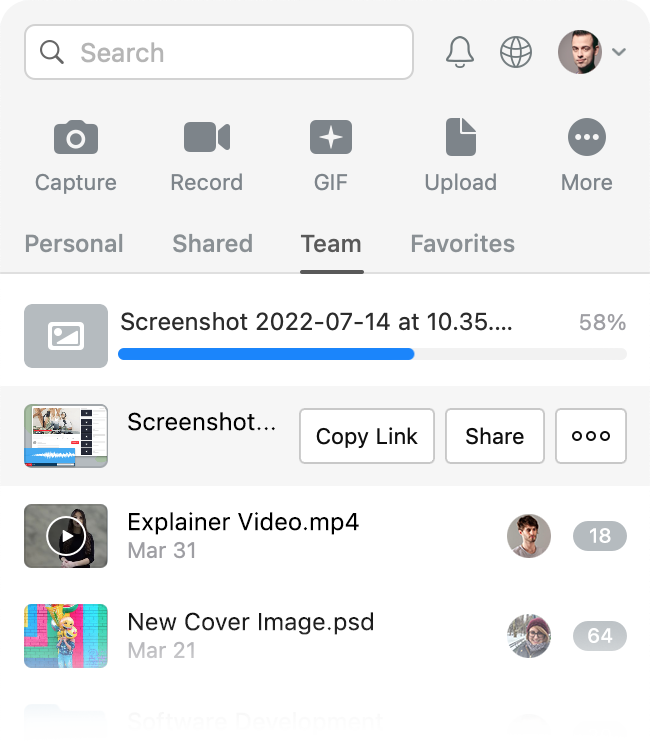 Search
Capture Record GIF Upload More
Personal Shared Team Favorites
Screenshot 2022-07-14 at 10.35.... 58%
Screenshot... Copy Link Share
Explainer Video.mp4
Mar 31
18
New Cover Image.psd
Mar 21
64
Software Development